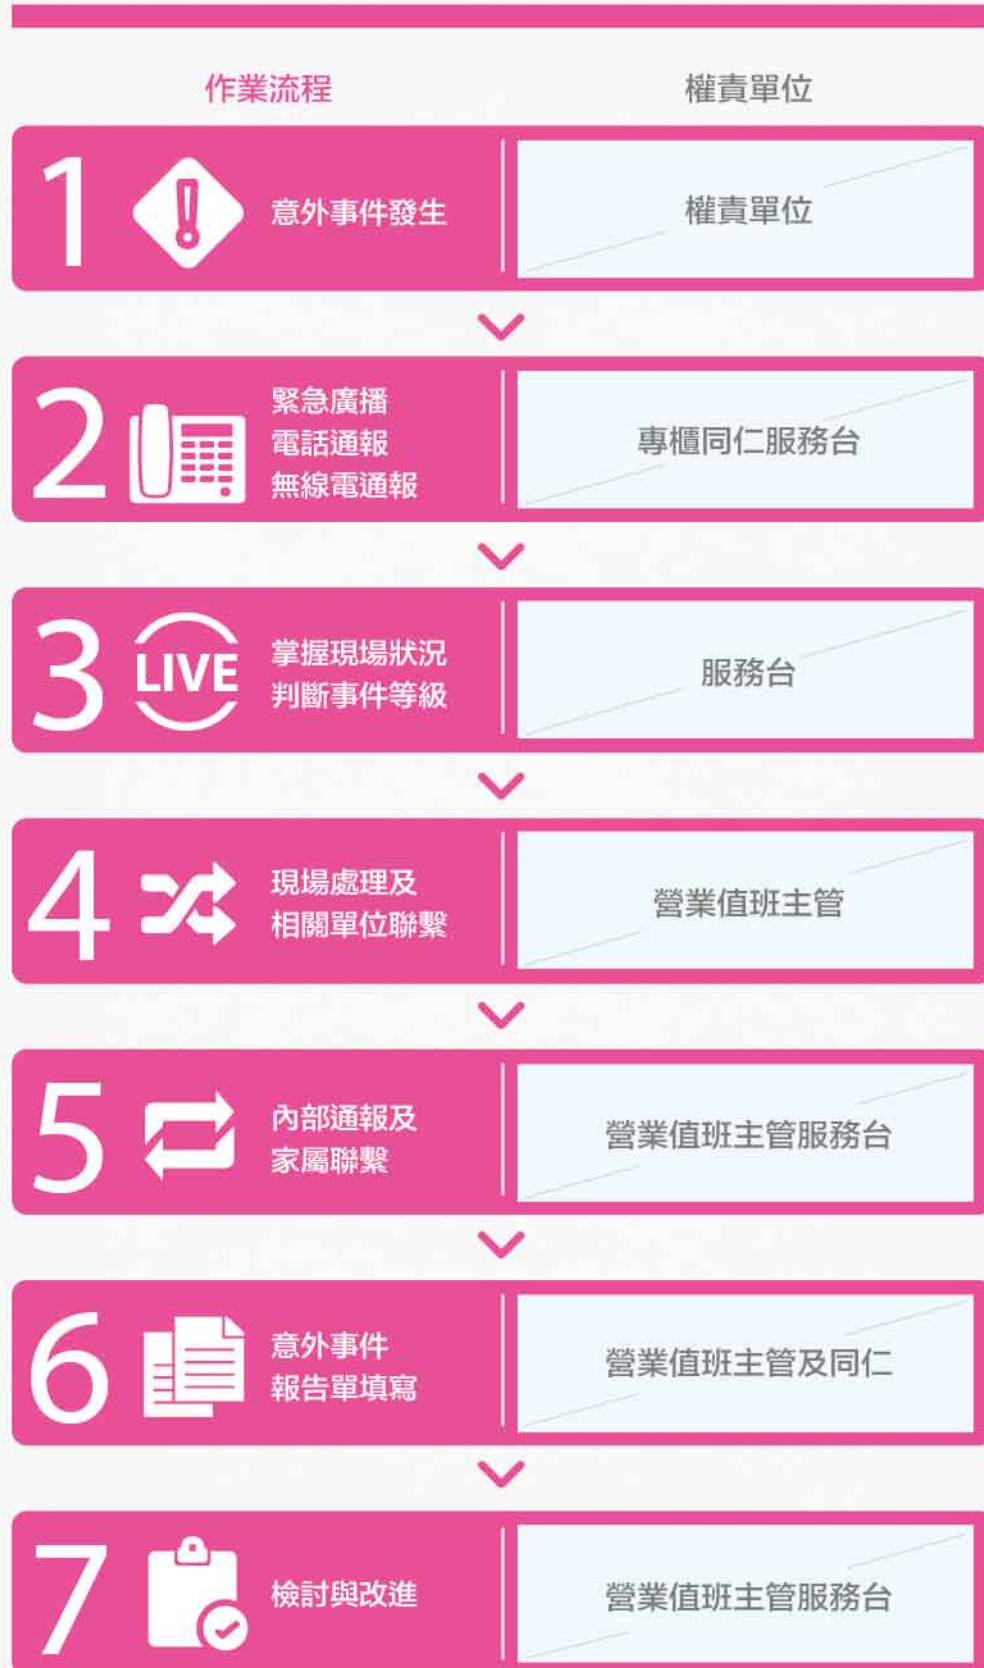 作業流程
權責單位
1
意外事件發生
權責單位
2
緊急廣播
電話通報
無線電通報
專櫃同仁服務台
3
LIVE
掌握現場狀況
判斷事件等級
服務台
4
現場處理及
相關單位聯繫
營業值班主管
5
內部通報及
家屬聯繫
營業值班主管服務台
6
意外事件
報告單填寫
營業值班主管及同仁
7
檢討與改進
營業值班主管服務台